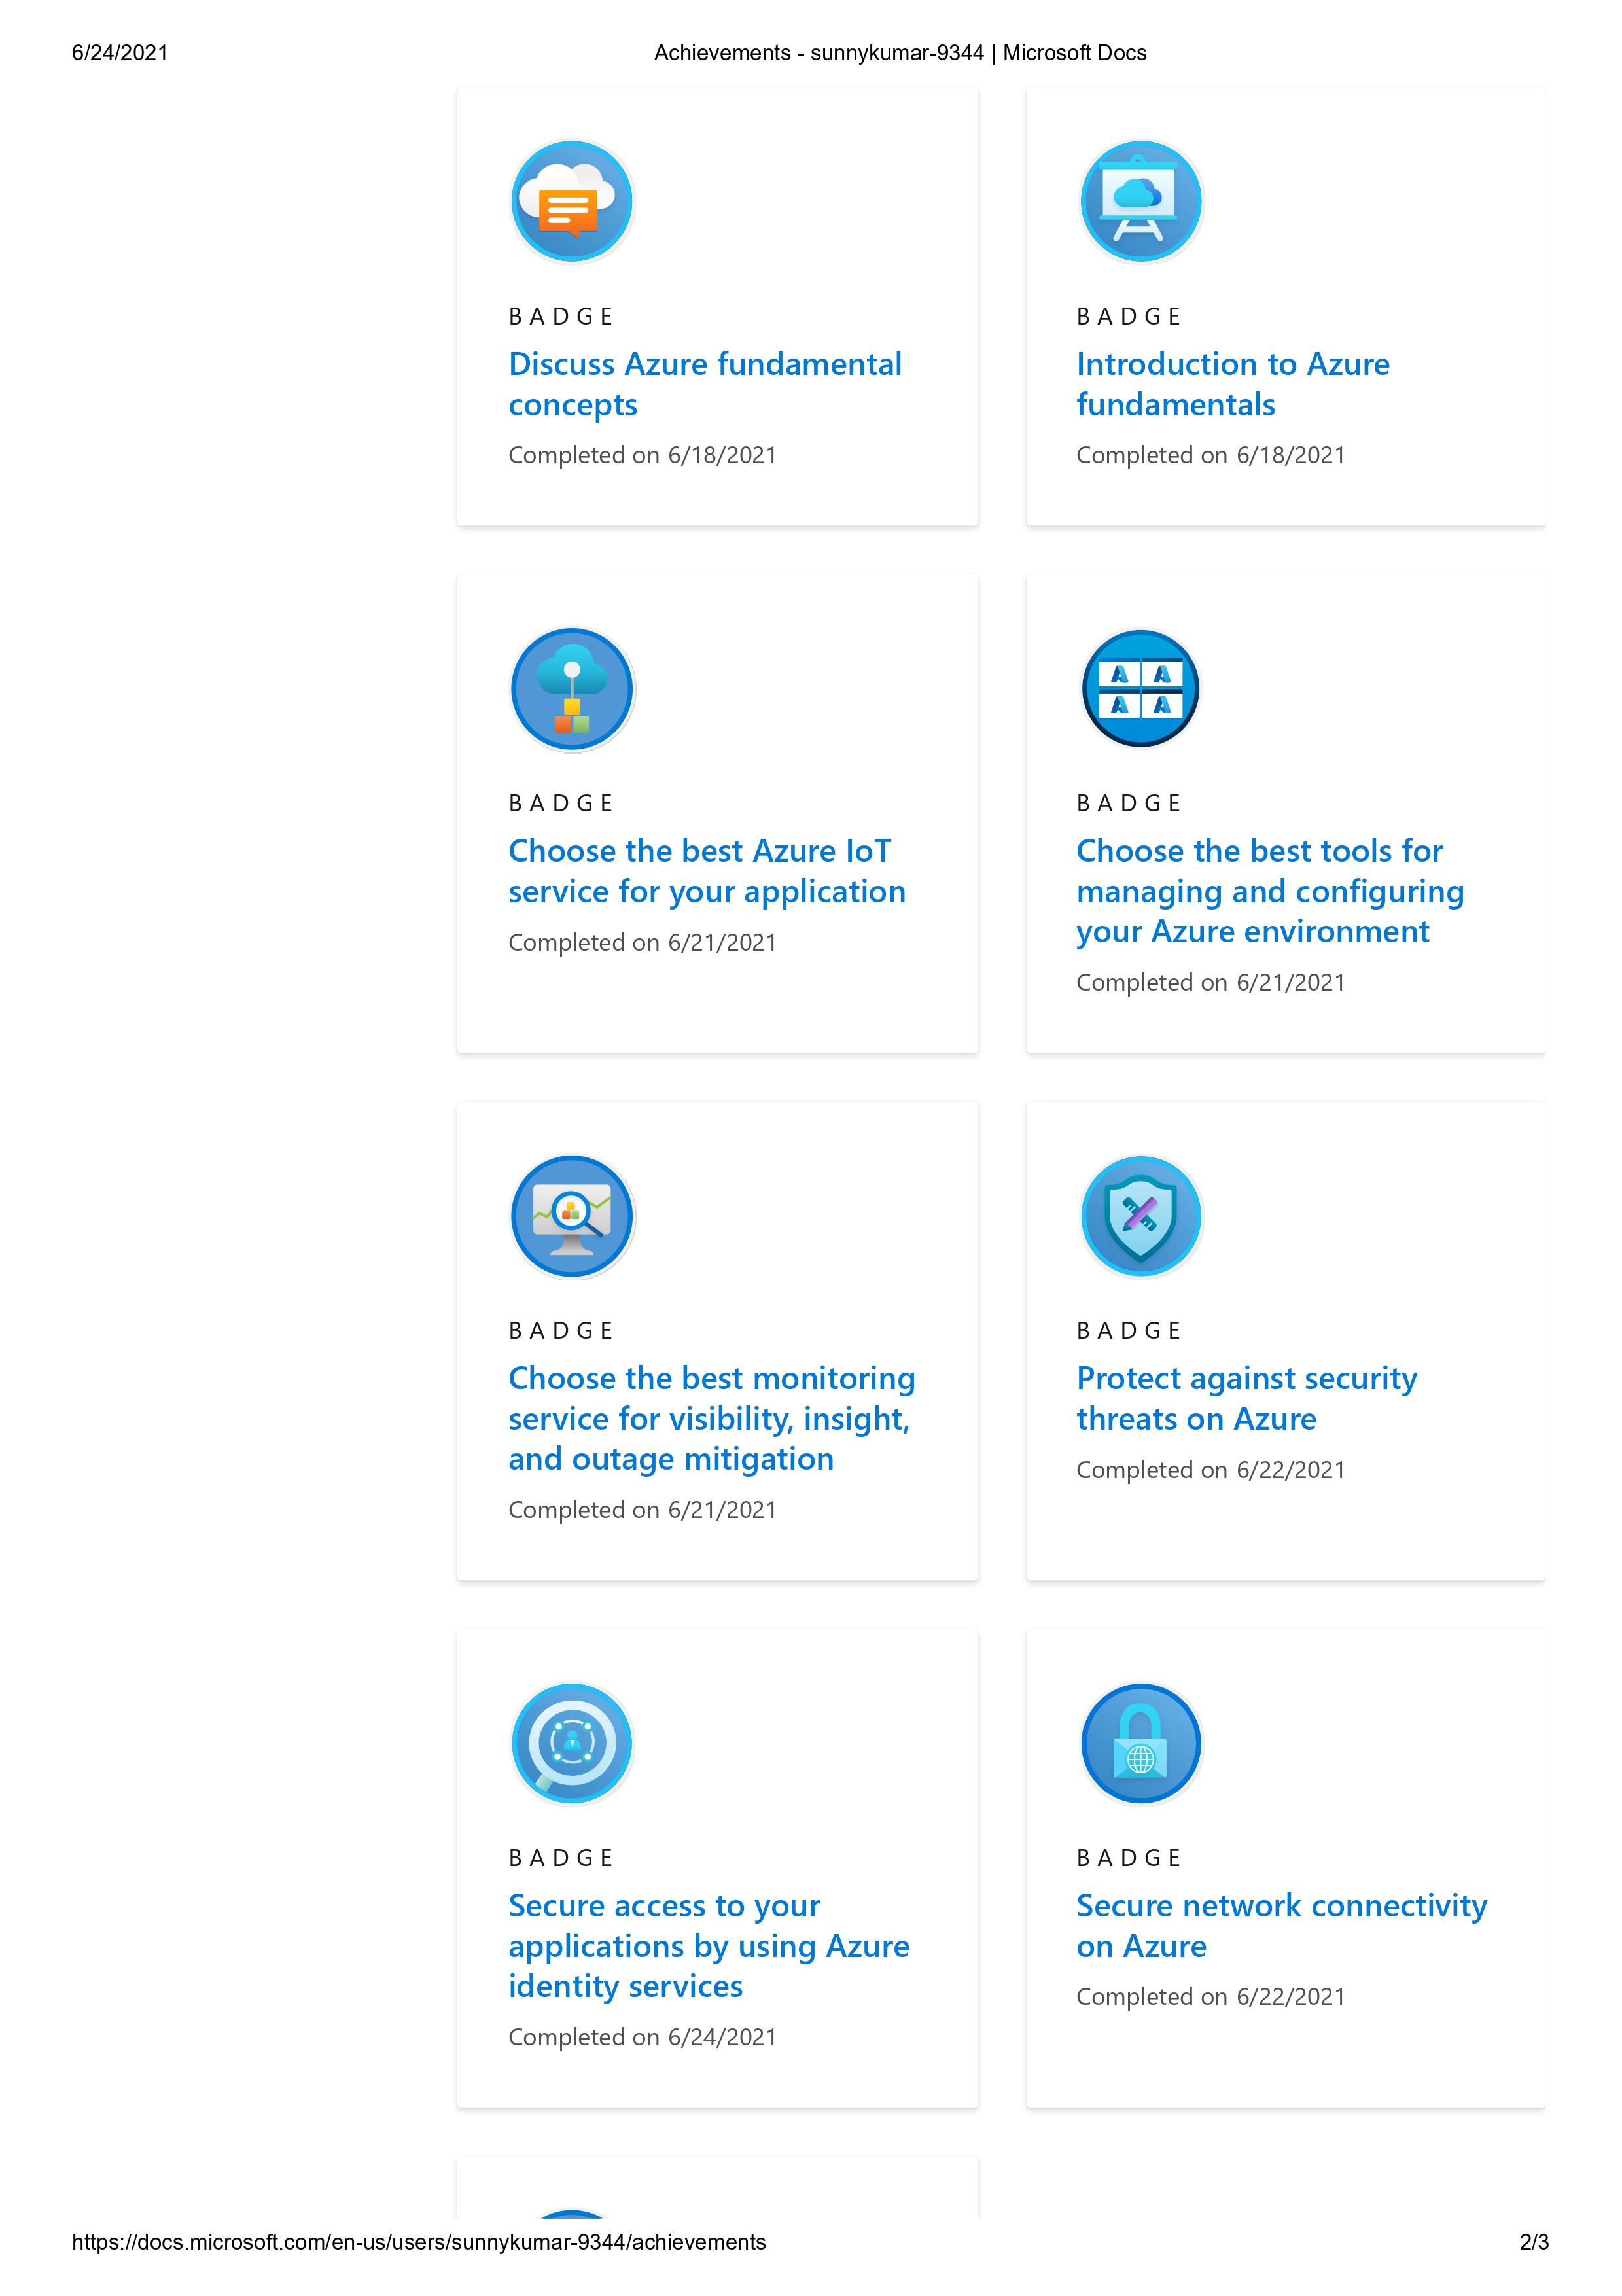 6/24/2021
Achievements - sunnykumar-9344 | Microsoft Docs
BADGE
Discuss Azure fundamental
concepts
Completed on 6/18/2021
BADGE
Introduction to Azure
fundamentals
Completed on 6/18/2021
BADGE
Choose the best Azure IoT
service for your application
Completed on 6/21/2021
BADGE
Choose the best tools for
managing and configuring
your Azure environment
Completed on 6/21/2021
BADGE
Choose the best monitoring
service for visibility, insight,
and outage mitigation
Completed on 6/21/2021
BADGE
Protect against security
threats on Azure
Completed on 6/22/2021
BADGE
Secure access to your
applications by using Azure
identity services
Completed on 6/24/2021
BADGE
Secure network connectivity
on Azure
Completed on 6/22/2021
https://docs.microsoft.com/en-us/users/sunnykumar-9344/achievements
2/3